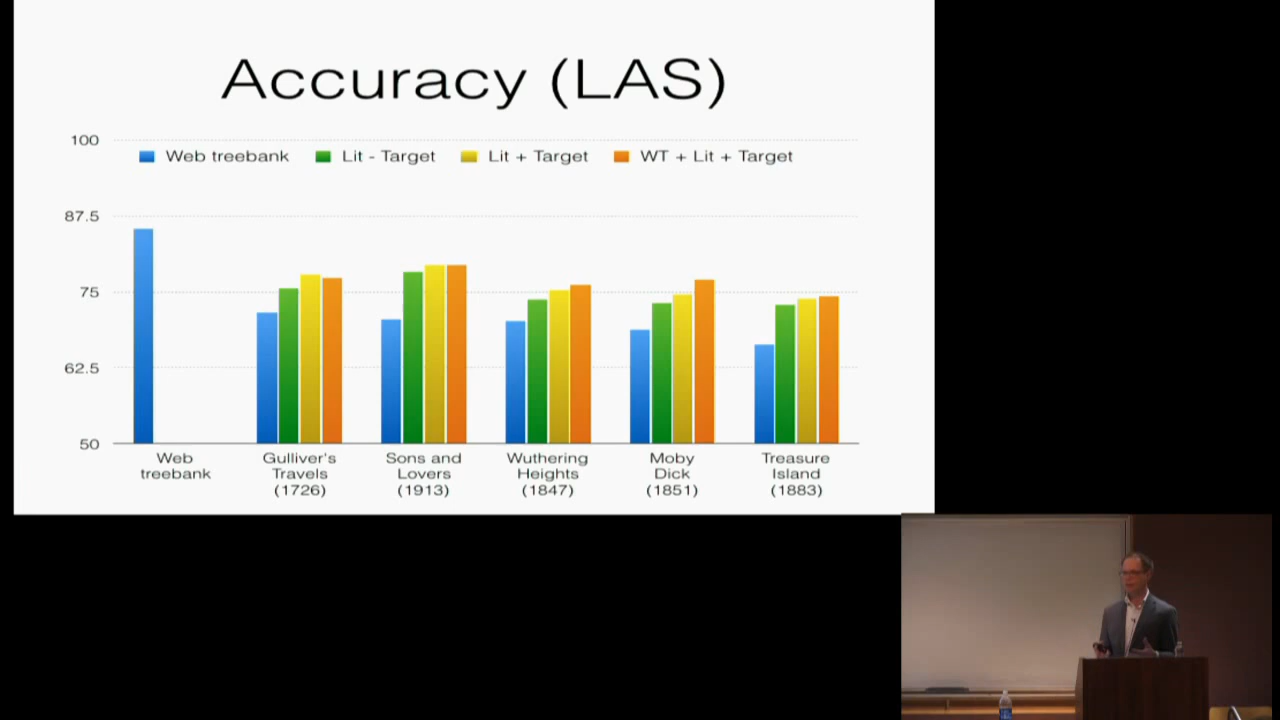 Accuracy (LAS)
100
Web treebank
Lit - Target
Lit + Target
WT + Lit + Target
87.5
75
62.5
50
Web
treebank
Gulliver's
Travels
(1726)
Sons and
Lovers
(1913)
Wuthering
Heights
(1847)
Moby
Dick
(1851)
Treasure
Island
(1883)